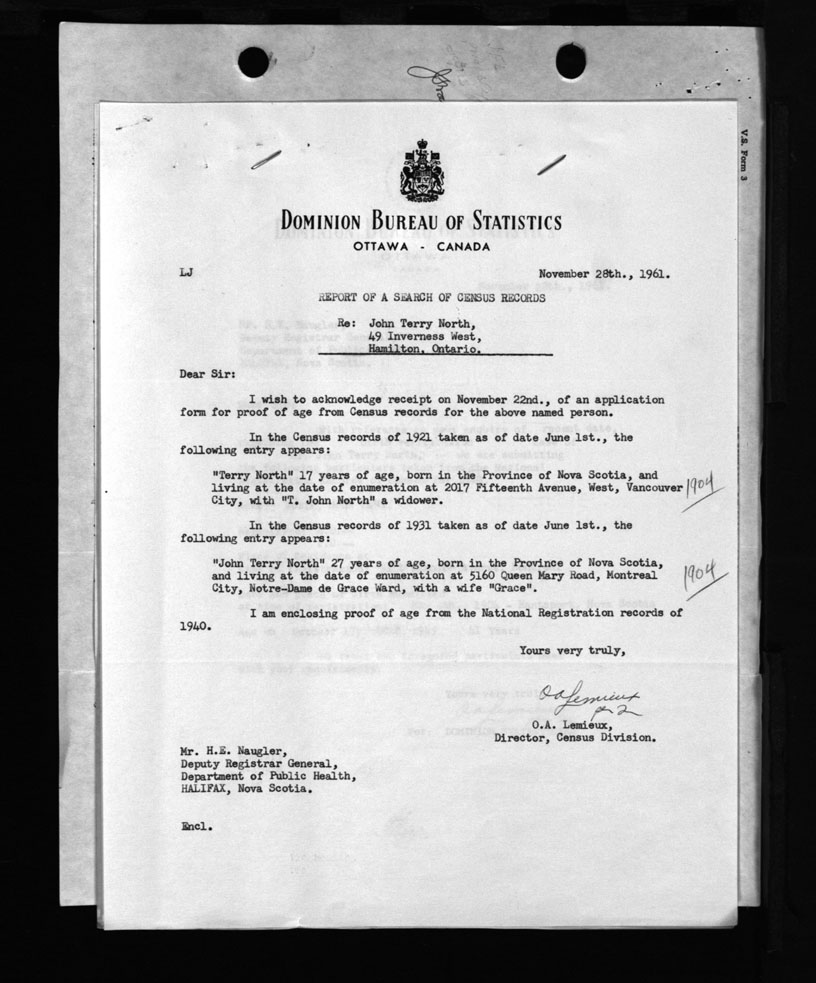 V.S. Form 3
DOMINION BUREAU OF STATISTICS
OTTAWA - CANADA
LJ
November 28th., 1961.
REPORT OF A SEARCH OF CENSUS RECORDS
Re: John Terry North,
49 Inverness West,
Hamilton, Ontario.
Dear Sir:
I wish to acknowledge receipt on November 22nd., of an application
form for proof of age from Census records for the above named person.
In the Census records of 1921 taken as of date June 1st., the
following entry appears:
"Terry North" 17 years of age, born in the Province of Nova Scotia, and
living at the date of enumeration at 2017 Fifteenth Avenue, West, Vancouver
City, with "T. John North" a widower.
1904
In the Census records of 1931 taken as of date June 1st., the
following entry appears:
"John Terry North" 27 years of age, born in the Province of Nova Scotia,
and living at the date of enumeration at 5160 Queen Mary Road, Montreal
City, Notre-Dame de Grace Ward, with a wife "Grace".
1904
I am enclosing proof of age from the National Registration records of
1940.
Yours very truly,
O A Lemieux
O.A. Lemieux,
Director, Census Division.
Mr. H.E. Naugler,
Deputy Registrar General,
Department of Public Health,
HALIFAX, Nova Scotia.
Encl.